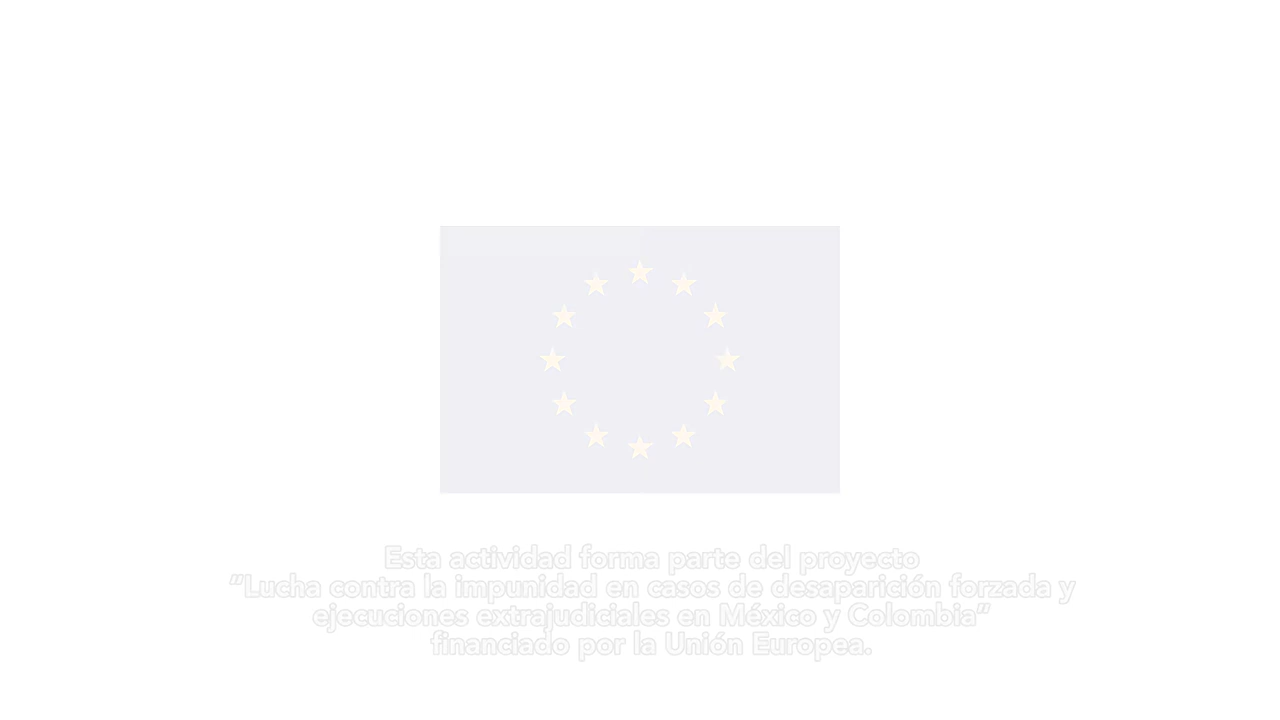 Esta actividad forma parte del proyecto
"Lucha contra la impunidad en casos de desaparición forzada y
ejecuciones extrajudiciales en México y Colombia"
financiado por la Unión Europea.